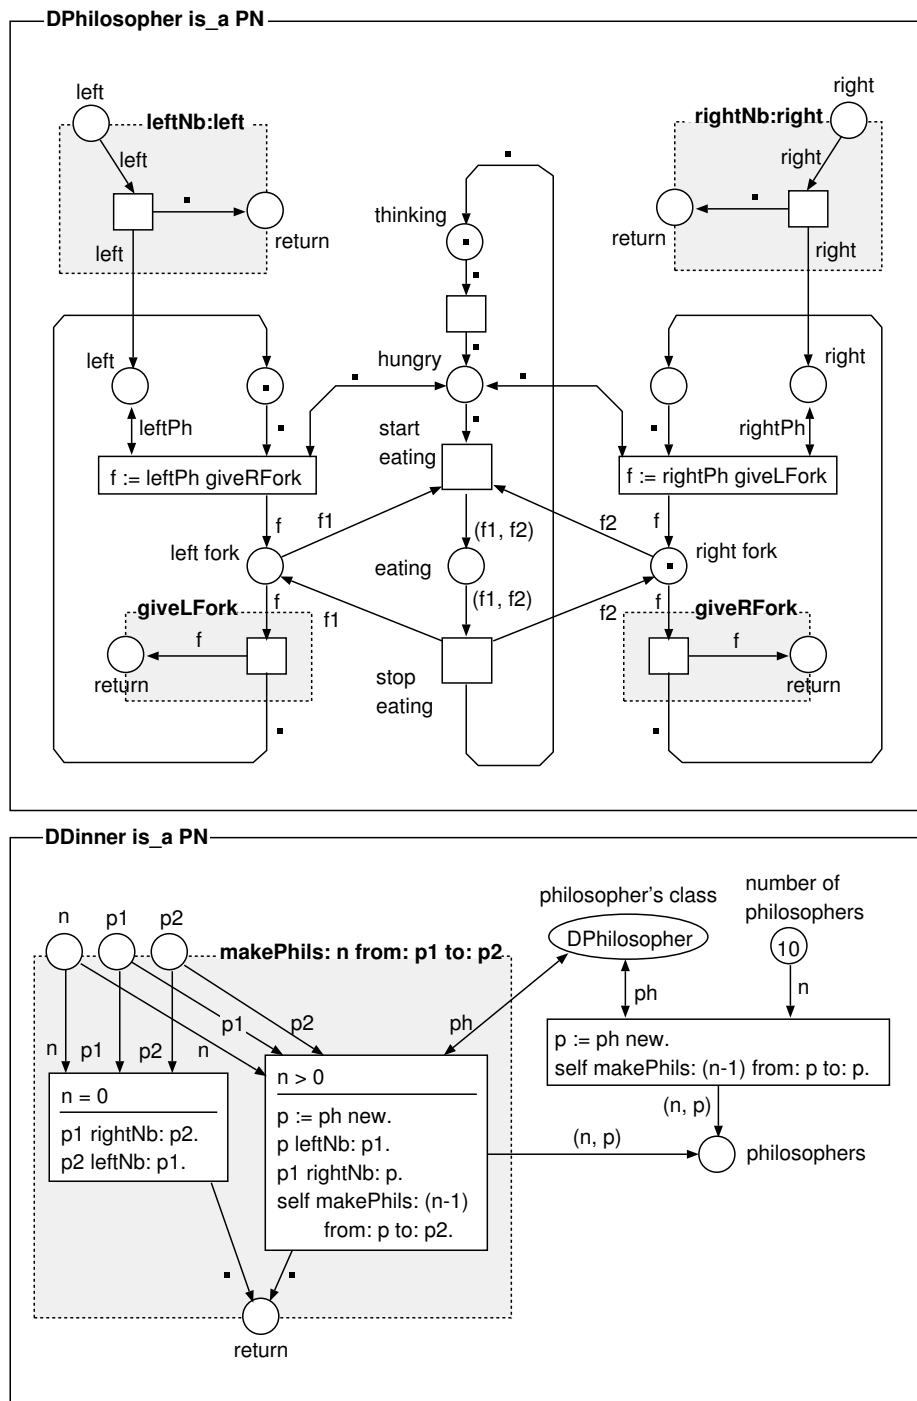 DPhilosopher is_a PN
left
right
leftNb:left
rightNb:right
left
right
thinking
return
return
left
right
hungry
left
right
leftPh
rightPh
start
eating
f := leftPh giveRFork
f := rightPh giveLFork
f
f1
(f1, f2)
f2
f
left fork
eating
right fork
f
(f1, f2)
f
giveLFork
f1
f2
giveRFork
f
f
return
stop
eating
return
DDinner is_a PN
n
p1
p2
philosopher's class
number of
philosophers
DPhilosopher
10
makePhils: n from: p1 to: p2
ph
n
n
p1
p2
n
p1
p2
ph
p := ph new.
self makePhils: (n-1) from: p to: p.
n = 0
p1 rightNb: p2.
p2 leftNb: p1.
n > 0
p := ph new.
p leftNb: p1.
p1 rightNb: p.
self makePhils: (n-1)
from: p to: p2.
(n, p)
(n, p)
philosophers
return